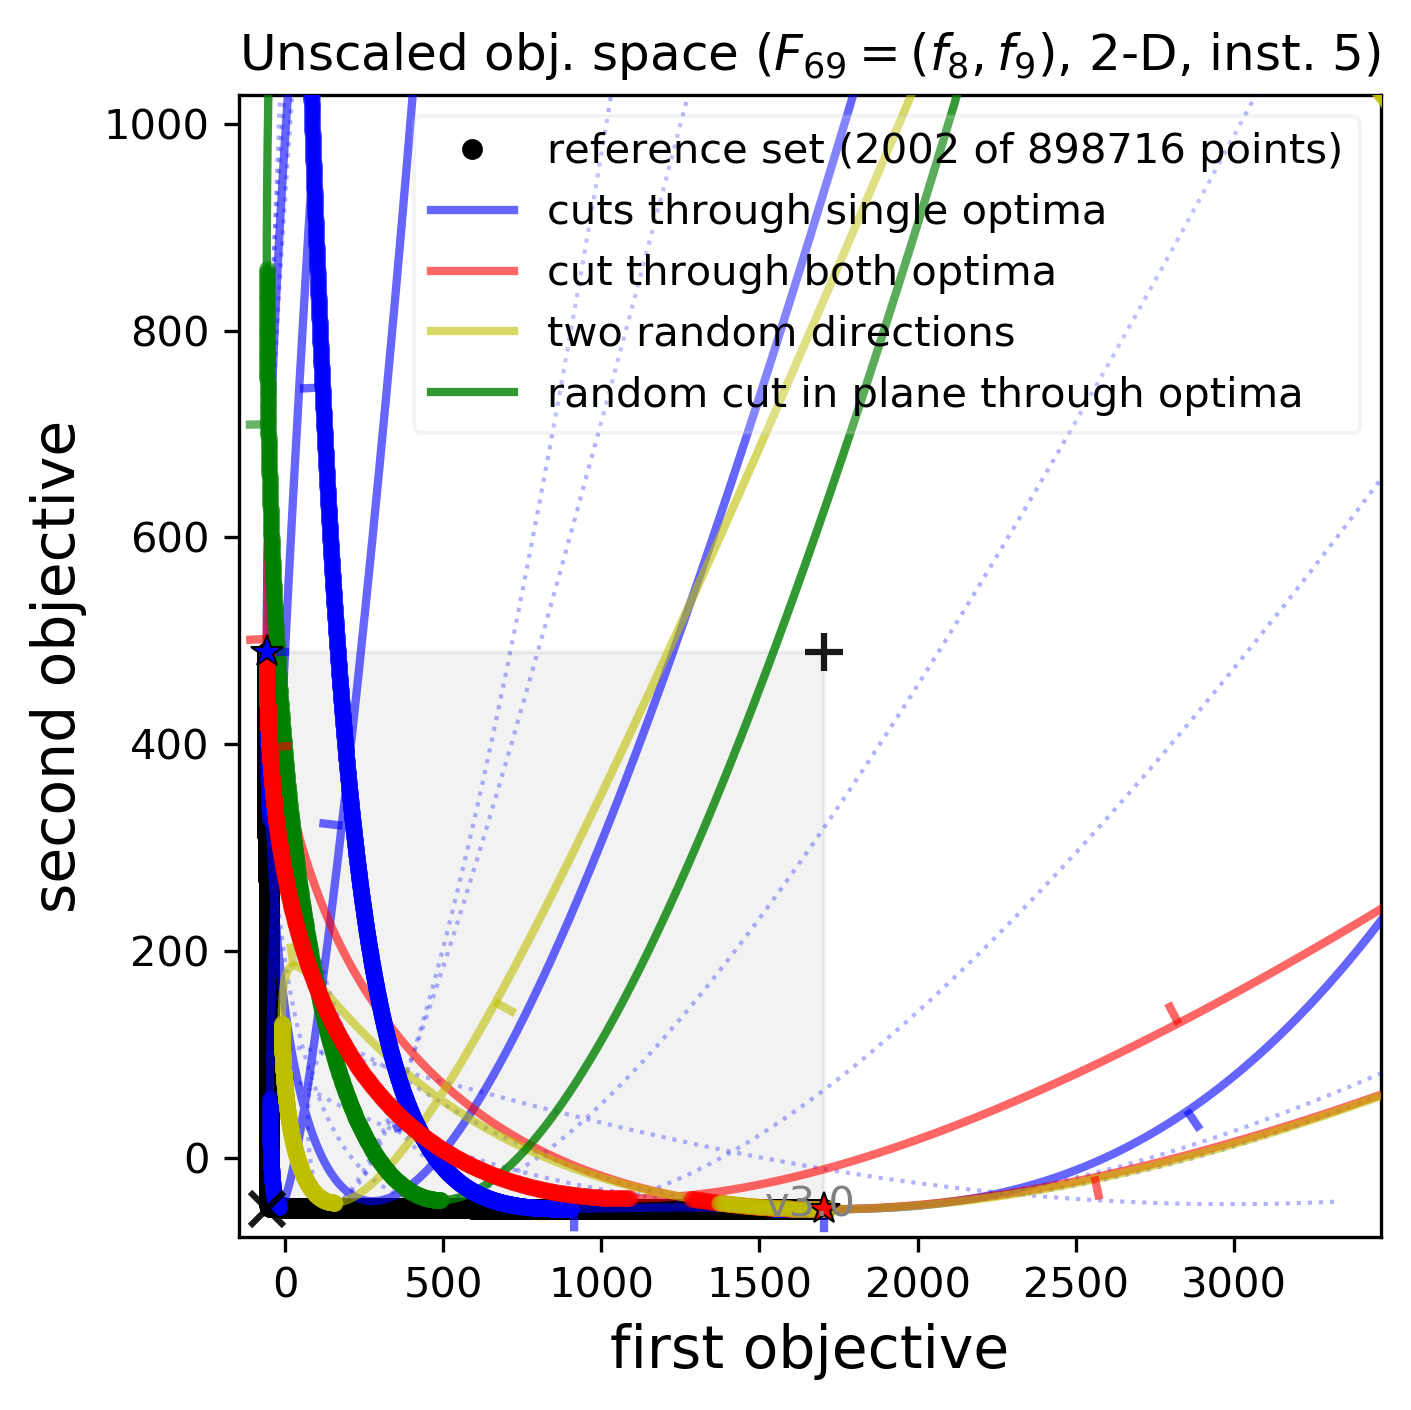 Unscaled obj. space (F₆₉ = (f₈, f₉), 2-D, inst. 5)
1000
800
600
400
200
0
second objective
reference set (2002 of 898716 points)
cuts through single optima
cut through both optima
two random directions
random cut in plane through optima
v3.0
0
500
1000
1500
2000
2500
3000
first objective